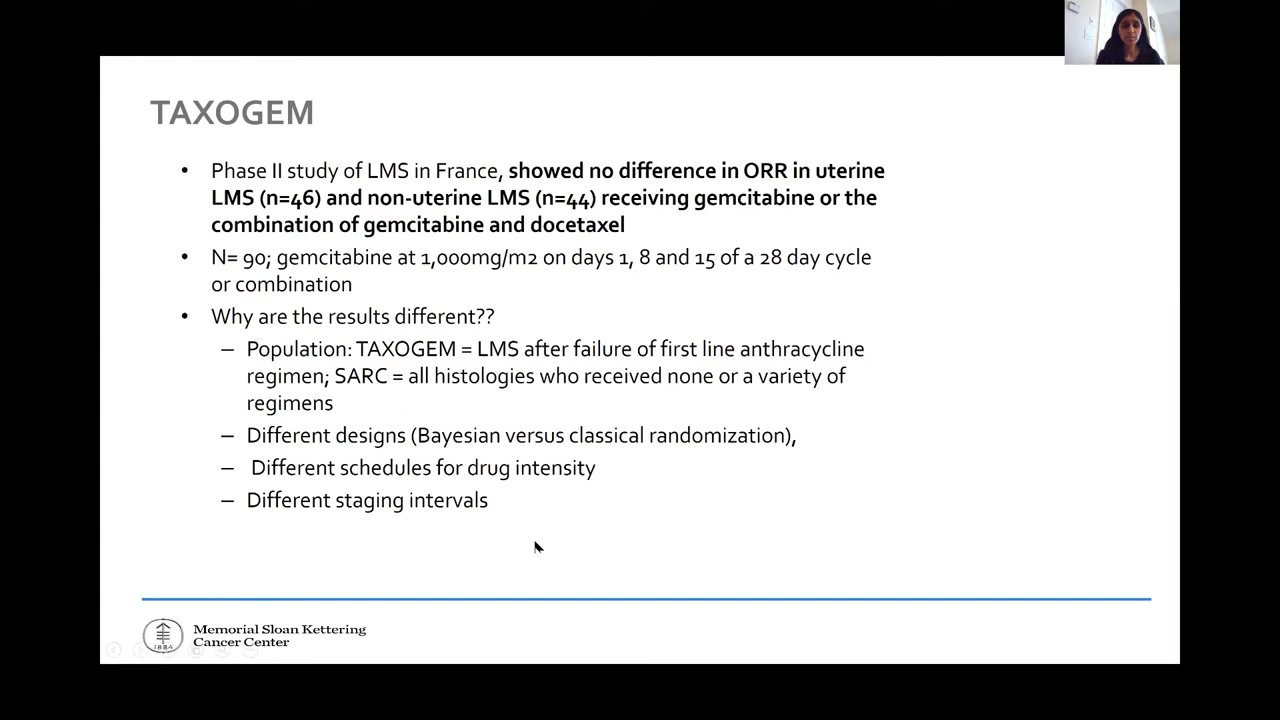 TAXOGEM
• Phase II study of LMS in France, showed no difference in ORR in uterine
LMS (n=46) and non-uterine LMS (n=44) receiving gemcitabine or the
combination of gemcitabine and docetaxel
• N= 90; gemcitabine at 1,000mg/m2 on days 1, 8 and 15 of a 28 day cycle
or combination
• Why are the results different??
– Population: TAXOGEM = LMS after failure of first line anthracycline
regimen; SARC = all histologies who received none or a variety of
regimens
– Different designs (Bayesian versus classical randomization),
– Different schedules for drug intensity
– Different staging intervals
Memorial Sloan Kettering
Cancer Center
1884